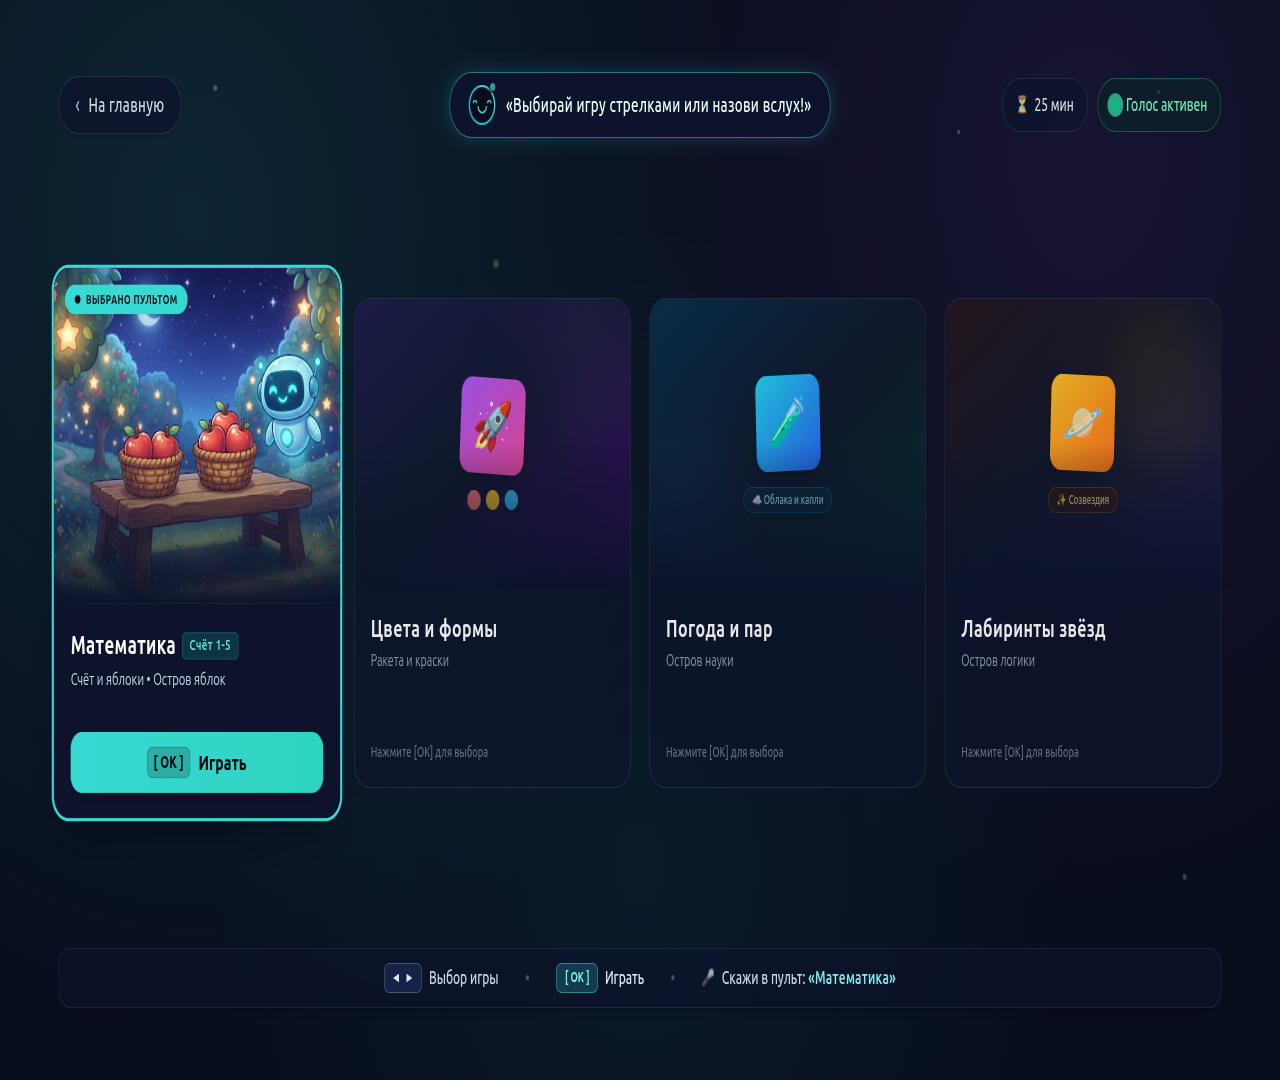 ‹ На главную
«Выбирай игру стрелками или назови вслух!»
25 мин
Голос активен
ВЫБРАНО ПУЛЬТОМ
Математика Счёт 1-5
Счёт и яблоки • Остров яблок
[OK] Играть
Цвета и формы
Ракета и краски
Нажмите [OK] для выбора
Облака и капли
Погода и пар
Остров науки
Нажмите [OK] для выбора
Созвездия
Лабиринты звёзд
Остров логики
Нажмите [OK] для выбора
Выбор игры • [OK] Играть • Скажи в пульт: «Математика»